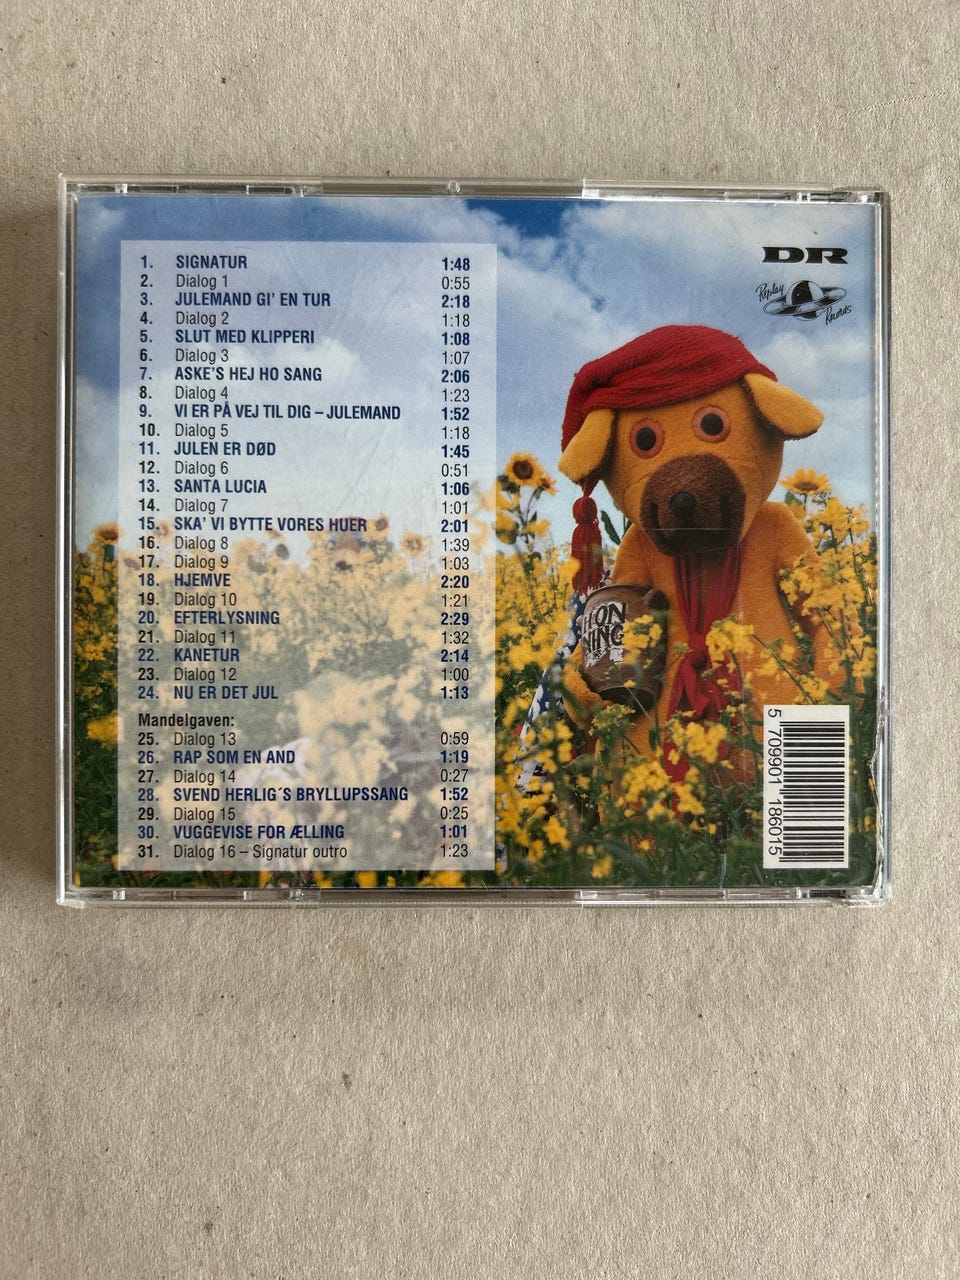 1. SIGNATUR 1:48
2. Dialog 1 0:55
3. JULEMAND GI' EN TUR 2:18
4. Dialog 2 1:18
5. SLUT MED KLIPPERI 1:08
6. Dialog 3 1:07
7. ASKE'S HEJ HO SANG 2:06
8. Dialog 4 1:23
9. VI ER PÅ VEJ TIL DIG – JULEMAND 1:52
10. Dialog 5 1:18
11. JULEN ER DØD 1:45
12. Dialog 6 0:51
13. SANTA LUCIA 1:06
14. Dialog 7 1:01
15. SKA' VI BYTTE VORES HUER 2:01
16. Dialog 8 1:39
17. Dialog 9 1:03
18. HJEMVE 2:20
19. Dialog 10 1:21
20. EFTERLYSNING 2:29
21. Dialog 11 1:32
22. KANETUR 2:14
23. Dialog 12 1:00
24. NU ER DET JUL 1:13
Mandelgaven:
25. Dialog 13 0:59
26. RAP SOM EN AND 1:19
27. Dialog 14 0:27
28. SVEND HERLIG´S BRYLLUPSSANG 1:52
29. Dialog 15 0:25
30. VUGGEVISE FOR ÆLLING 1:01
31. Dialog 16 – Signatur outro 1:23
DR
Replay
Records
HON
NING
5 709901 186015